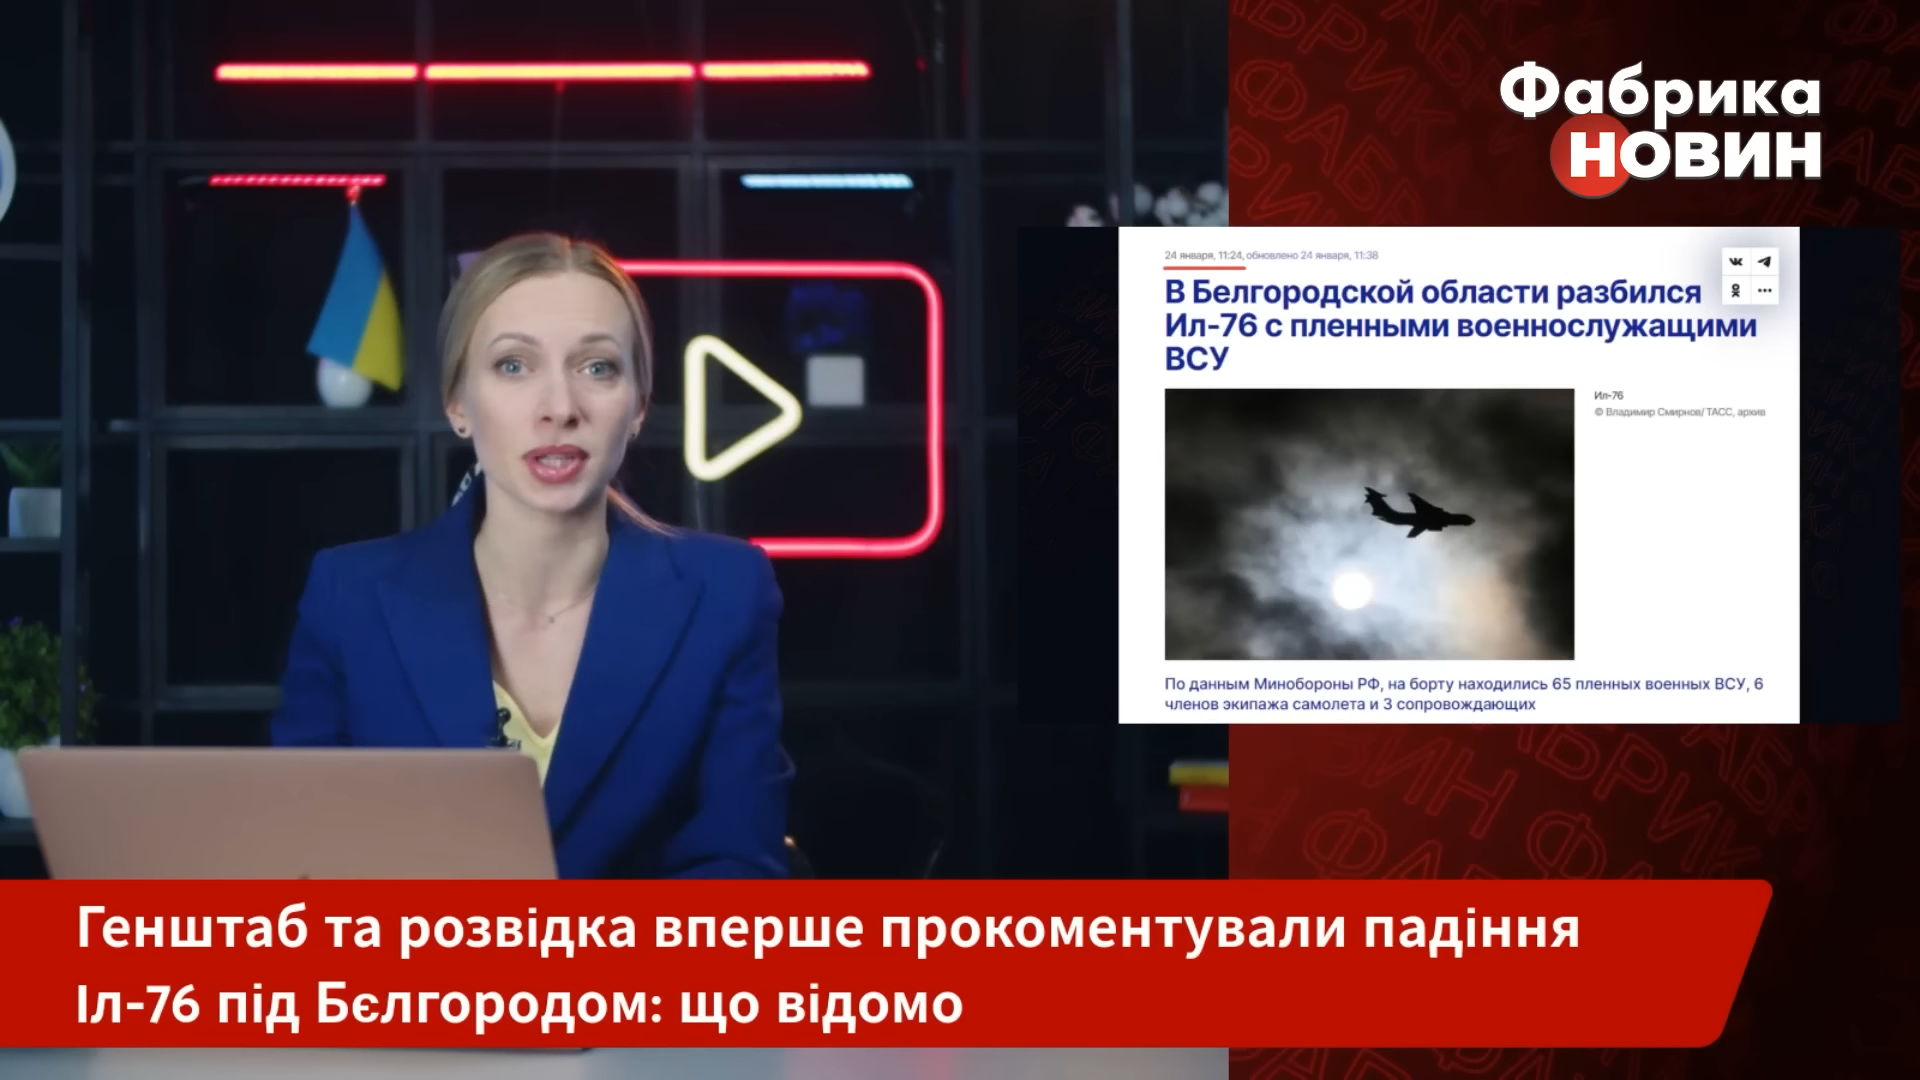 Фабрика
новин
24 января, 11:24, обновлено 24 января, 11:38
В Белгородской области разбился
Ил-76 с пленными военнослужащими
ВСУ
Ил-76
© Владимир Смирнов/ ТАСС, архив
По данным Минобороны РФ, на борту находились 65 пленных военных ВСУ, 6
членов экипажа самолета и 3 сопровождающих
Генштаб та розвідка вперше прокоментували падіння
Іл-76 під Бєлгородом: що відомо